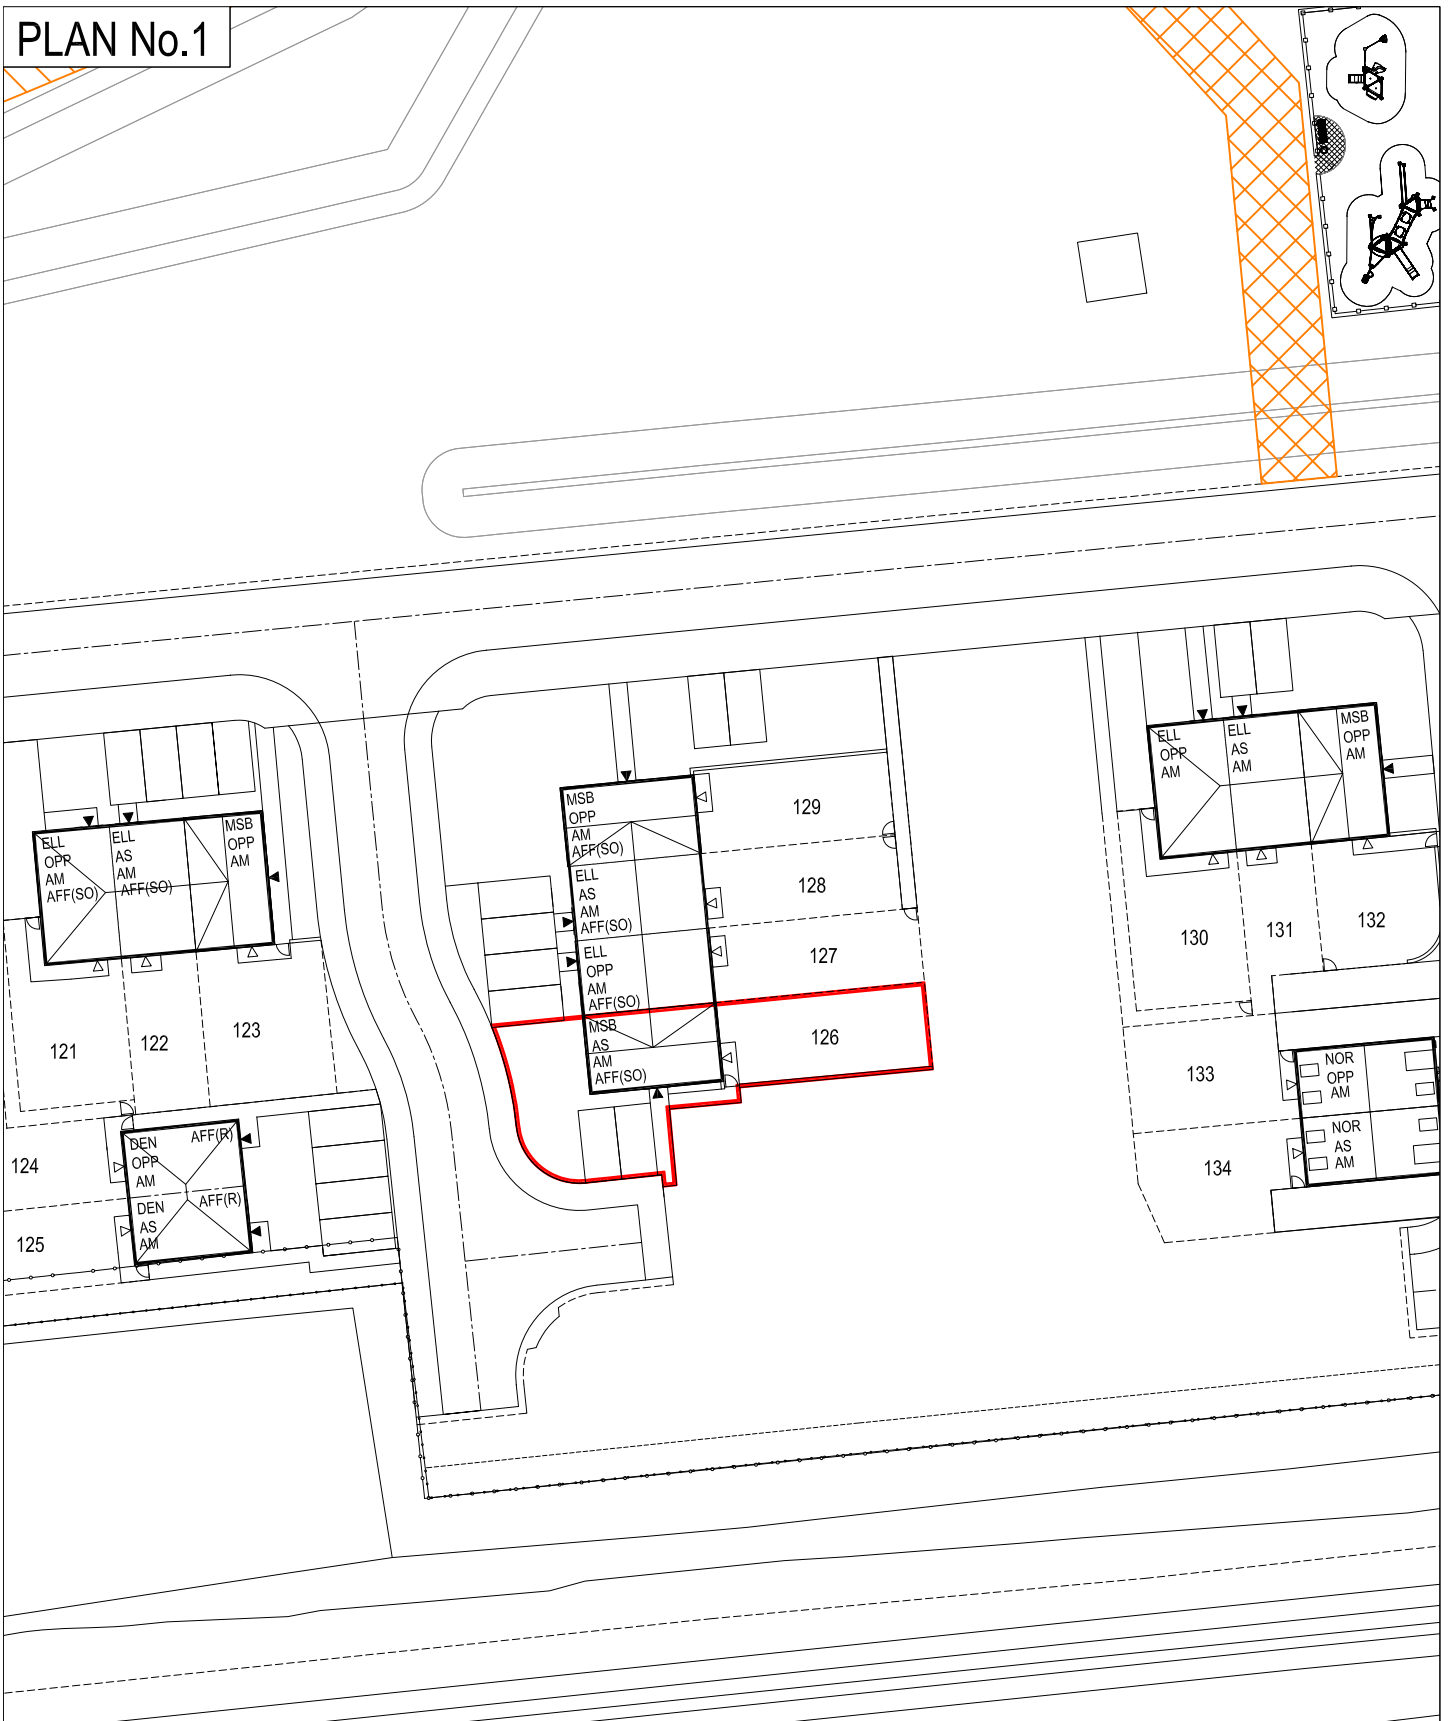 PLAN No.1
MSB
OPP
AM
ELL
OPP
AM
ELL
AS
AM
MSB
OPP
AM
AFF(SO)
129
ELL
OPP
AM
AFF(SO)
ELL
AS
AM
AFF(SO)
MSB
OPP
AM
ELL
AS
AM
AFF(SO)
128
130
131
132
ELL
OPP
AM
AFF(SO)
127
121
122
123
MSB
AS
AM
AFF(SO)
126
133
NOR
OPP
AM
124
DEN
OPP
AM
AFF(R)
134
NOR
AS
AM
125
DEN
AS
AM
AFF(R)